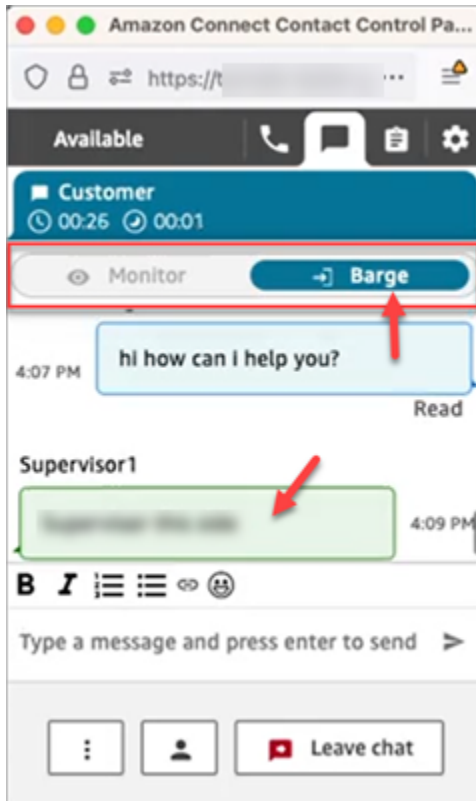 Amazon Connect Contact Control Pa...
https://t ...
Available
Customer
00:26 00:01
Monitor
Barge
hi how can i help you?
4:07 PM
Read
Supervisor1
4:09 PM
B I
Type a message and press enter to send
Leave chat